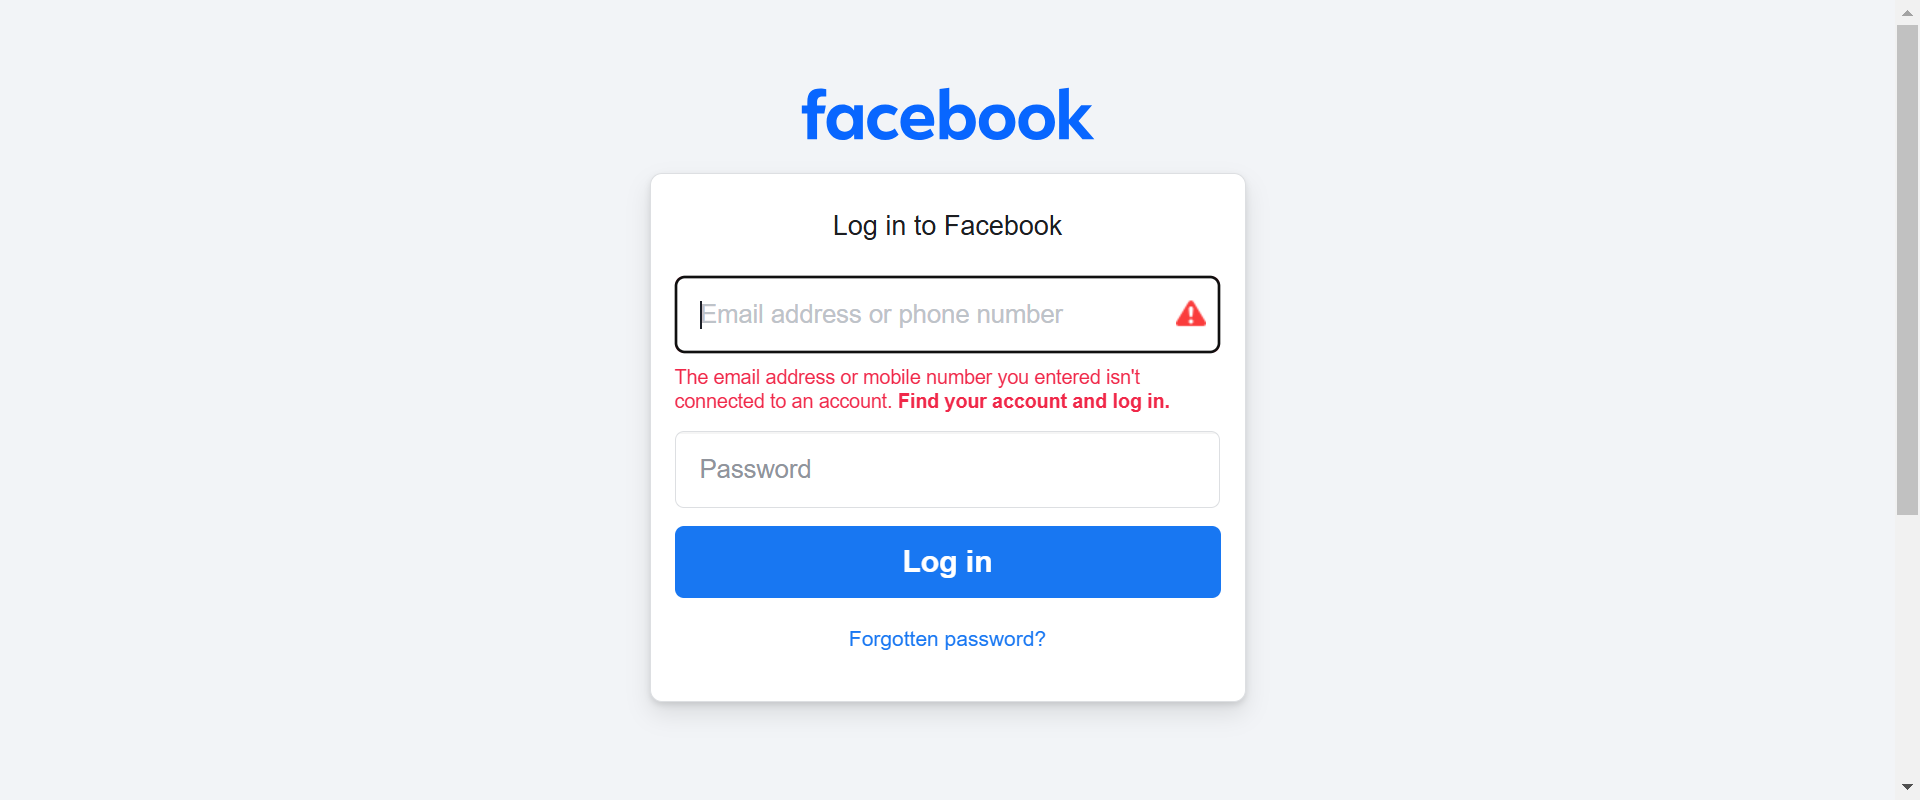 facebook
Log in to Facebook
Email address or phone number
The email address or mobile number you entered isn't
connected to an account. Find your account and log in.
Password
Log in
Forgotten password?